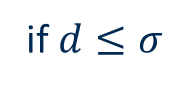 if 𝑑 ≤ 𝜎